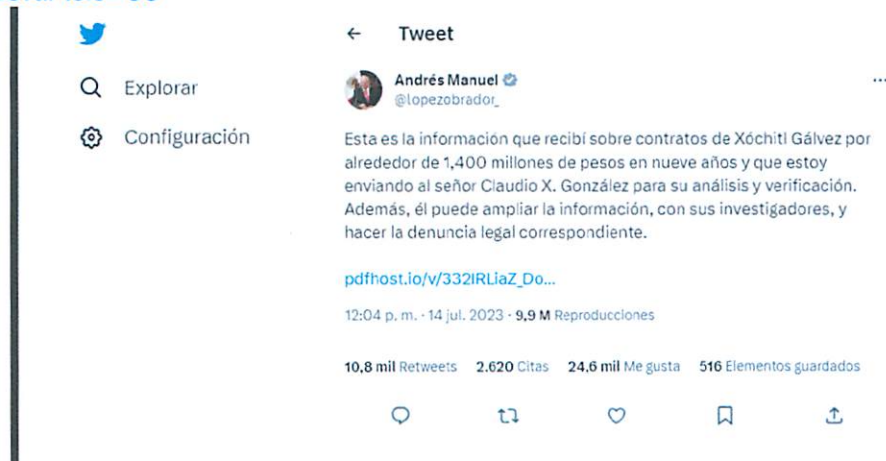 Tweet
Explorar
Configuración
Andrés Manuel
@lopezobrador_
Esta es la información que recibí sobre contratos de Xóchitl Gálvez por
alrededor de 1,400 millones de pesos en nueve años y que estoy
enviando al señor Claudio X. González para su análisis y verificación.
Además, él puede ampliar la información, con sus investigadores, y
hacer la denuncia legal correspondiente.
pdfhost.io/v/332IRLiaZ_Do...
12:04 p. m. · 14 jul. 2023 · 9,9 M Reproducciones
10,8 mil Retweets 2.620 Citas 24,6 mil Me gusta 516 Elementos guardados